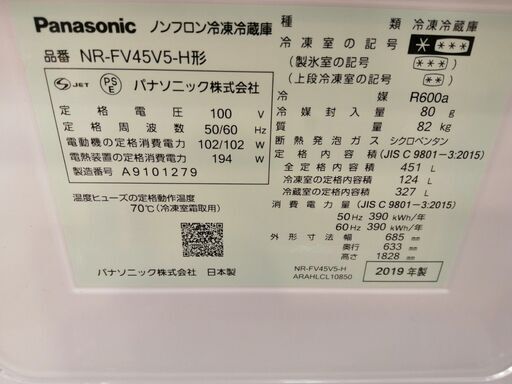 Panasonic ノンフロン冷凍冷蔵庫
品番 NR-FV45V5-H形
S JET PS E パナソニック株式会社
定格電圧 100 V
定格周波数 50/60 Hz
電動機の定格消費電力 102/102 W
電熱装置の定格消費電力 194 W
製造番号 A9101279
温度ヒューズの定格動作温度
70℃(冷凍室霜取用)
パナソニック株式会社 日本製
種類 冷凍冷蔵庫
冷凍室の記号 * ***
(製氷室の記号 *** )
(上段冷凍室の記号 ** )
冷媒 R600a
冷媒封入量 80 g
質量 82 kg
断熱発泡ガス シクロペンタン
定格内容積 (JIS C 9801-3:2015)
全定格内容積 451 L
冷凍室の定格内容積 124 L
冷蔵室の定格内容積 327 L
消費電力量 (JIS C 9801-3:2015)
50 Hz 390 kWh/年
60 Hz 390 kWh/年
外形寸法 幅 685 mm
奥行 633 mm
高さ 1828 mm
NR-FV45V5-H
ARAHLCL10850
2019 年製